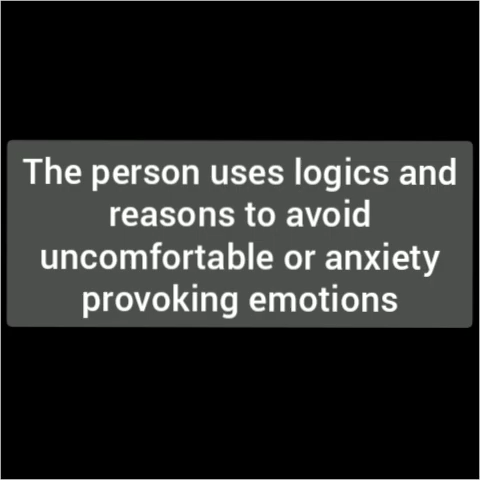 The person uses logics and
reasons to avoid
uncomfortable or anxiety
provoking emotions